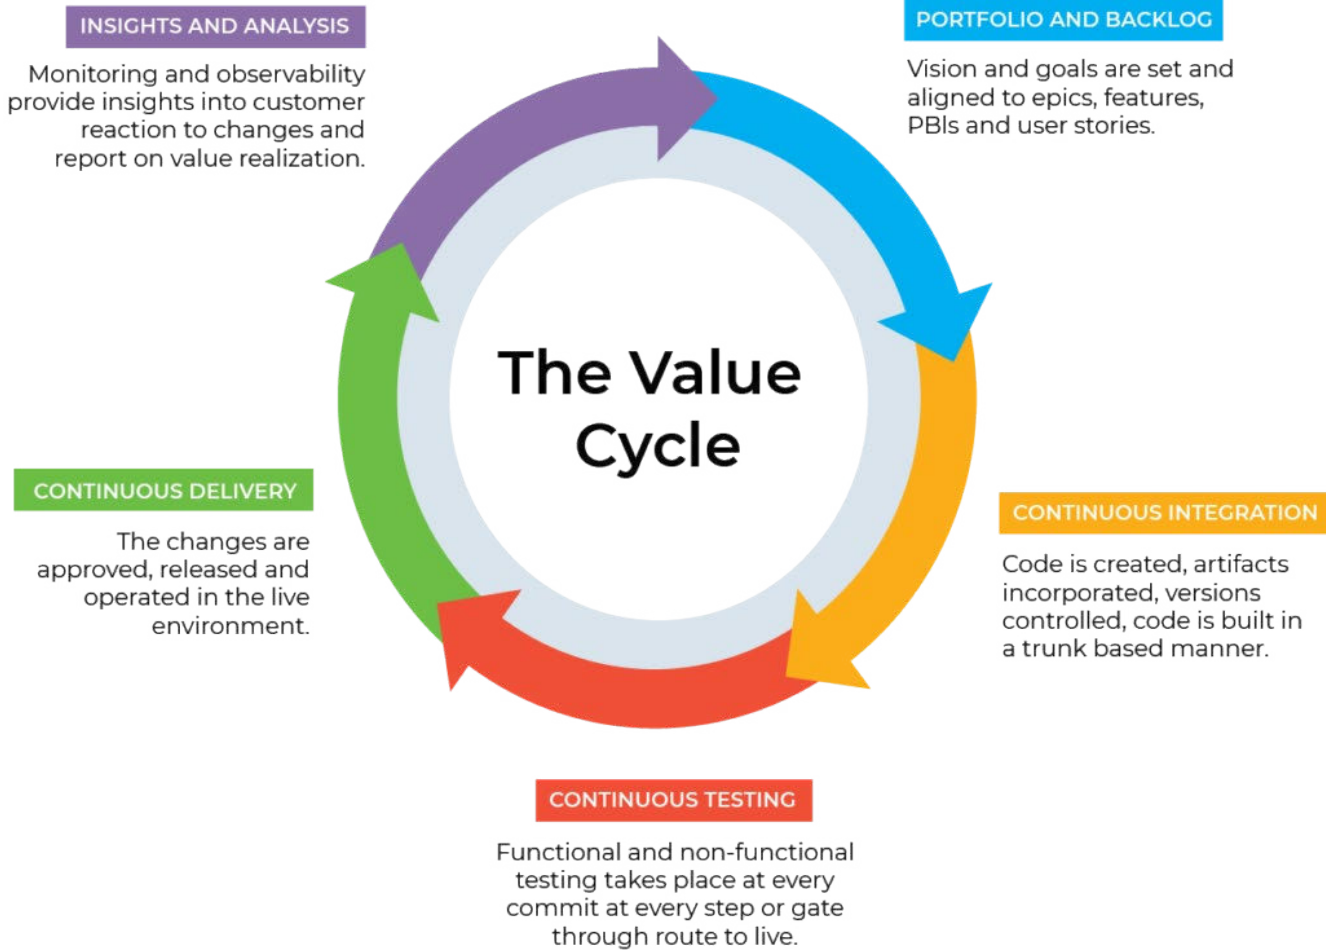 INSIGHTS AND ANALYSIS
Monitoring and observability
provide insights into customer
reaction to changes and
report on value realization.
PORTFOLIO AND BACKLOG
Vision and goals are set and
aligned to epics, features,
PBIs and user stories.
The Value
Cycle
CONTINUOUS DELIVERY
The changes are
approved, released and
operated in the live
environment.
CONTINUOUS INTEGRATION
Code is created, artifacts
incorporated, versions
controlled, code is built in
a trunk based manner.
CONTINUOUS TESTING
Functional and non-functional
testing takes place at every
commit at every step or gate
through route to live.